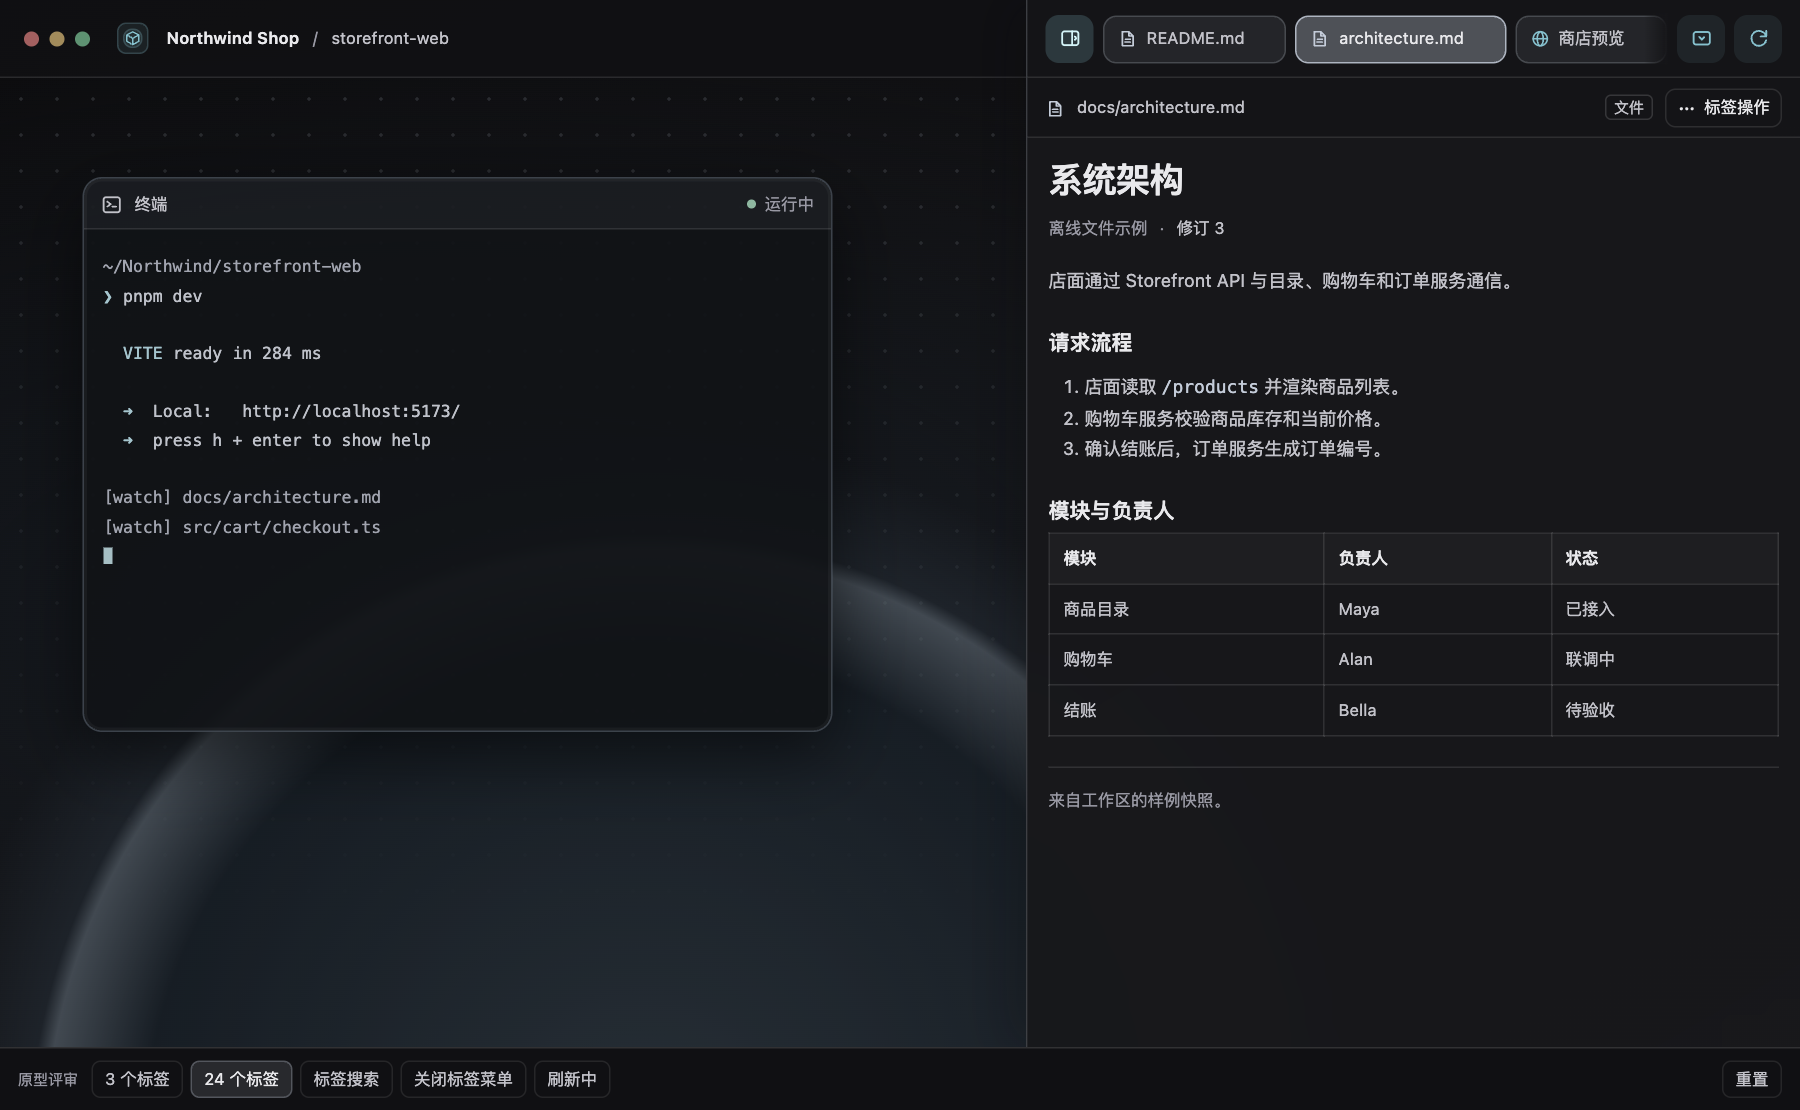 Northwind Shop / storefront-web
README.md
architecture.md
商店预览
docs/architecture.md
文件
标签操作
终端
运行中
~/Northwind/storefront-web
❯ pnpm dev
VITE ready in 284 ms
➜ Local: http://localhost:5173/
➜ press h + enter to show help
[watch] docs/architecture.md
[watch] src/cart/checkout.ts
系统架构
离线文件示例 · 修订 3
店面通过 Storefront API 与目录、购物车和订单服务通信。
请求流程
1. 店面读取 /products 并渲染商品列表。
2. 购物车服务校验商品库存和当前价格。
3. 确认结账后，订单服务生成订单编号。
模块与负责人
模块 负责人 状态
商品目录 Maya 已接入
购物车 Alan 联调中
结账 Bella 待验收
来自工作区的样例快照。
原型评审 3 个标签 24 个标签 标签搜索 关闭标签菜单 刷新中 重置